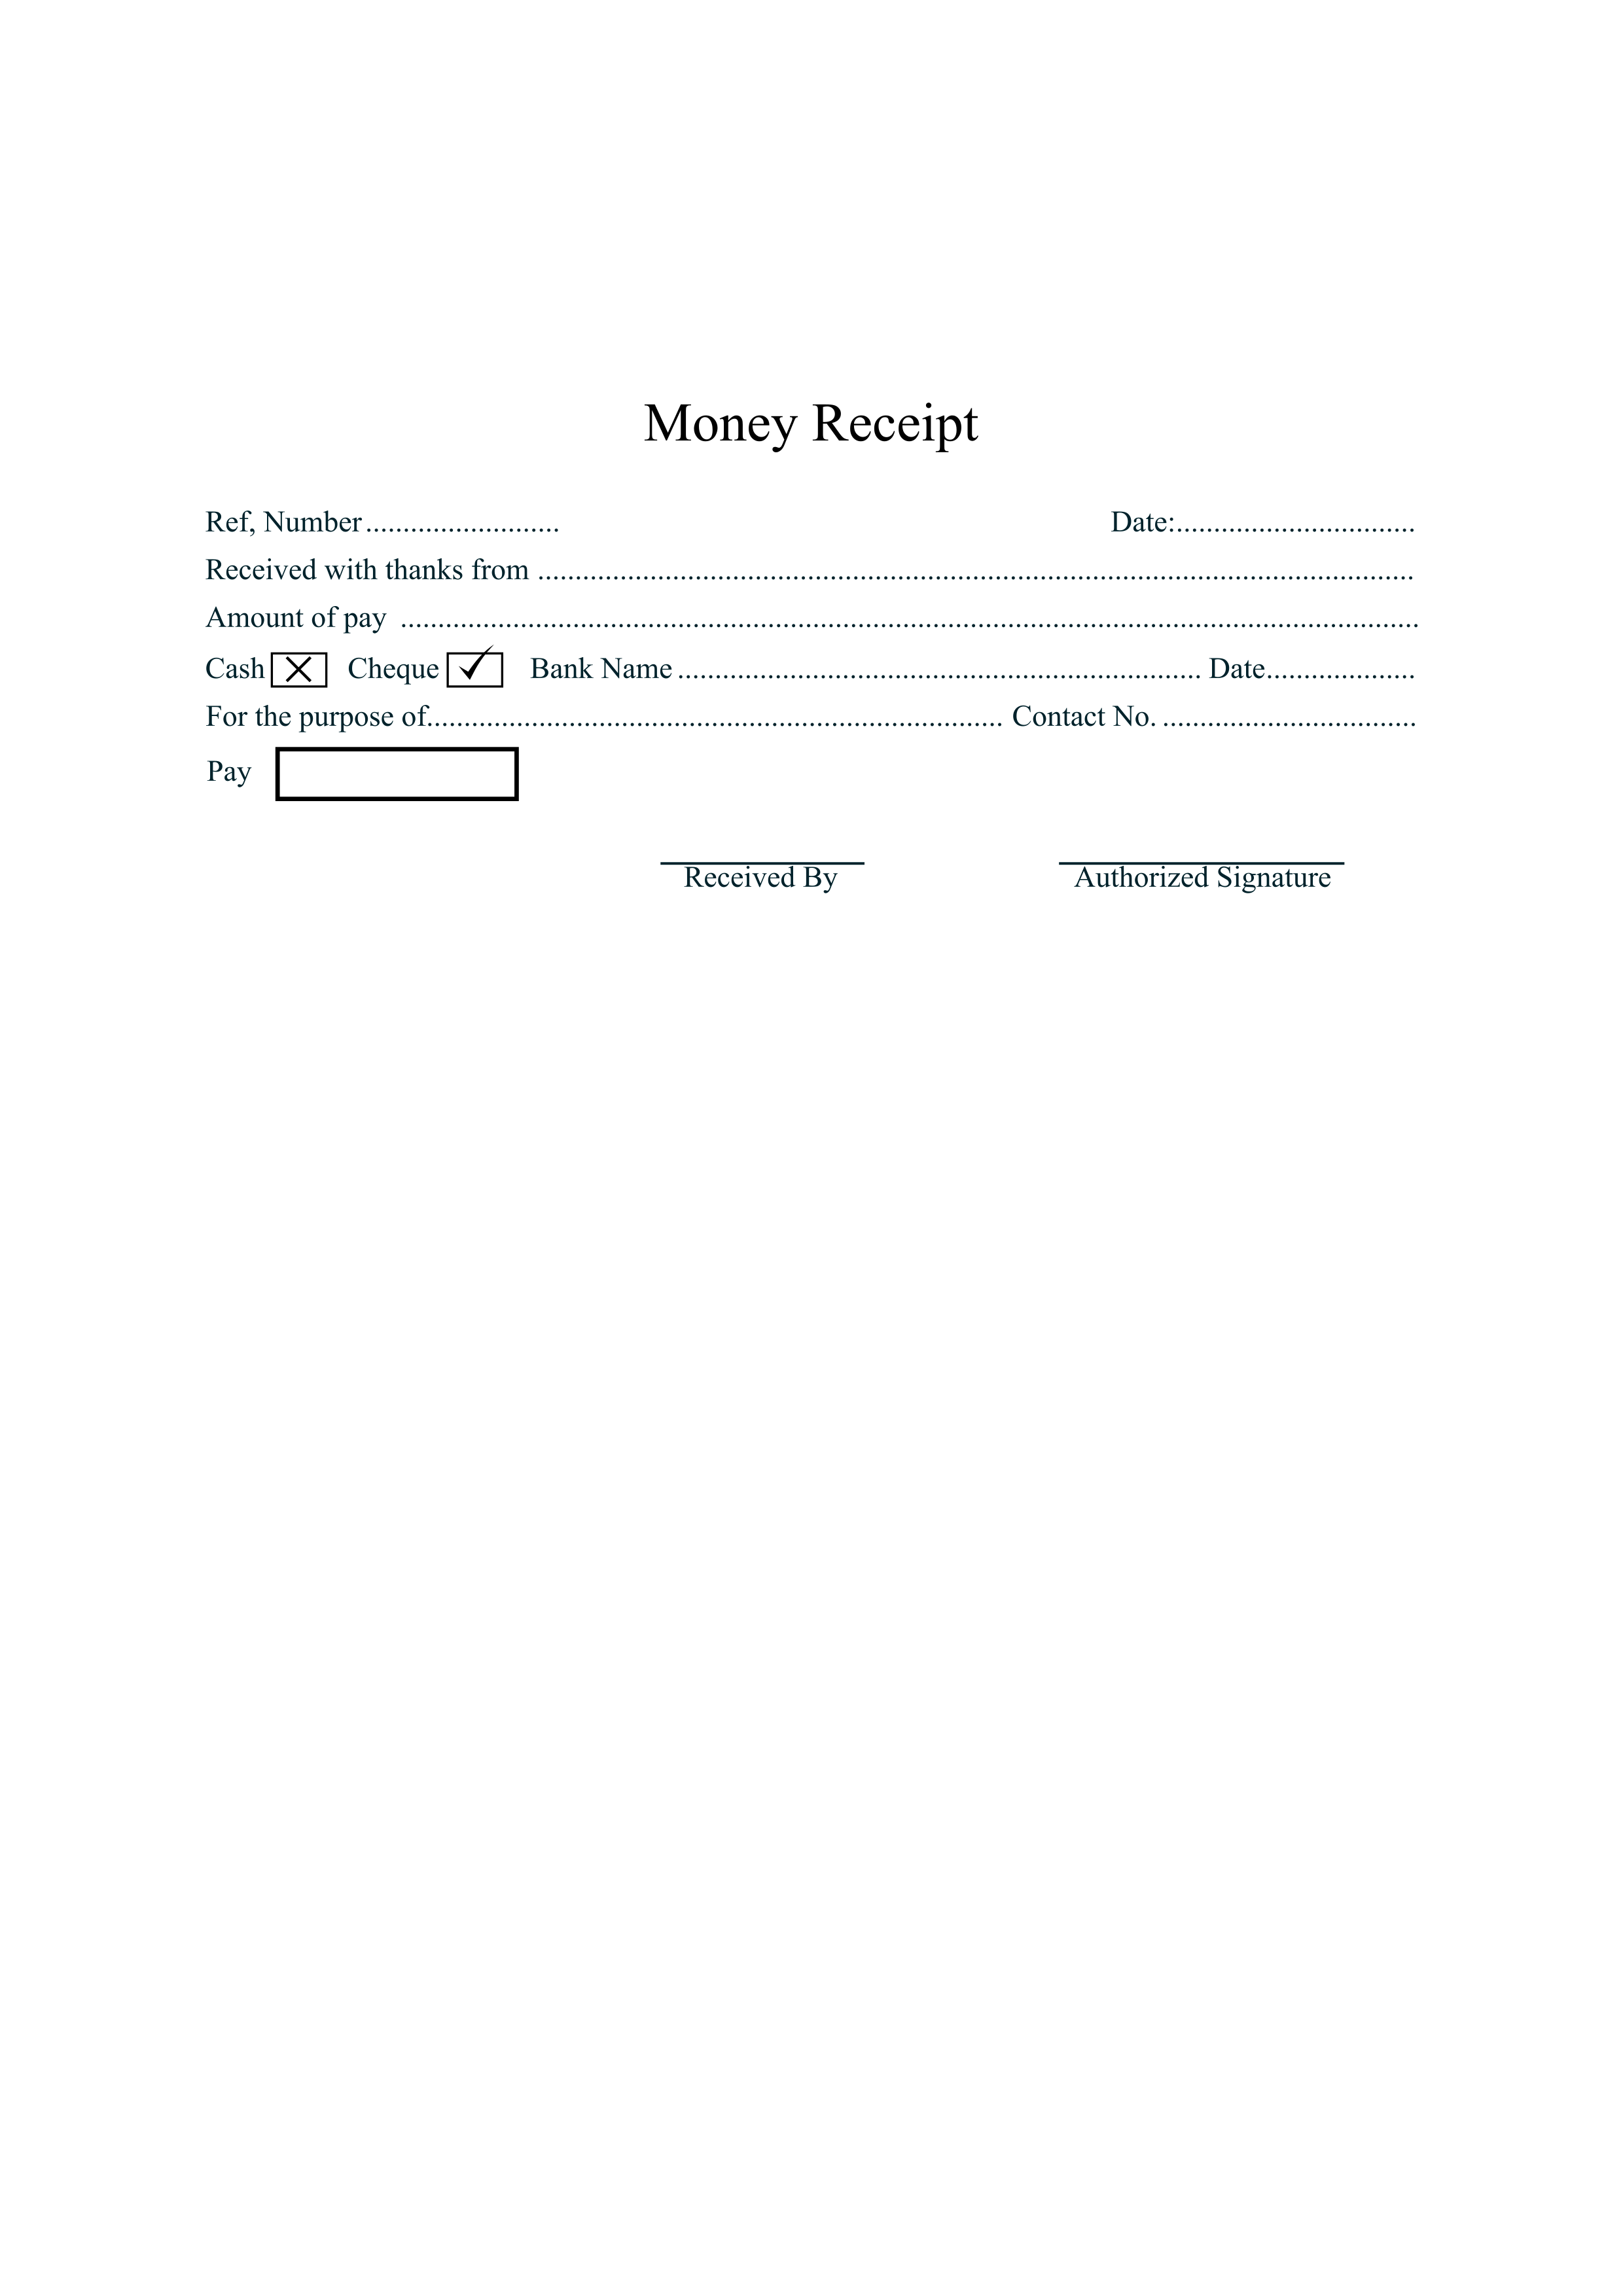 Money Receipt
Ref, Number.......................... Date:................................
Received with thanks from .....................................................................................................................
Amount of pay ........................................................................................................................................
Cash ☒ Cheque ☑ Bank Name...................................................................... Date....................
For the purpose of............................................................................. Contact No. ..................................
Pay
Received By Authorized Signature